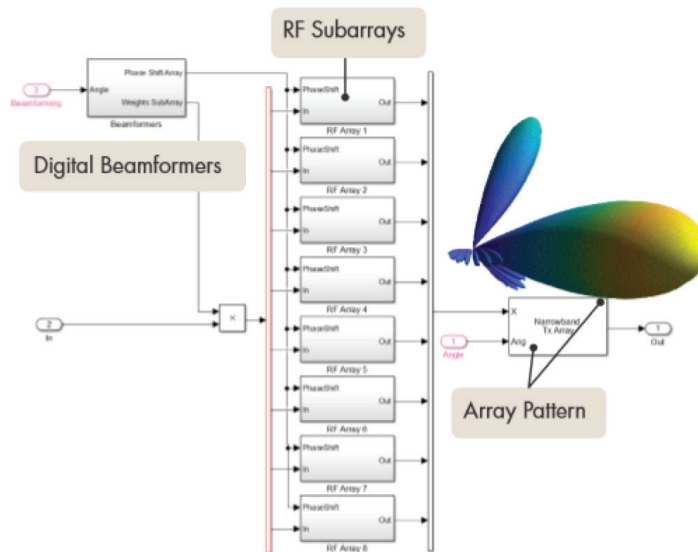 RF Subarrays
3
Beamforming
Angle
Phase Shift Array
Weights SubArray
Beamformers
Digital Beamformers
2
In
×
PhaseShift
In
Out
RF Array 1
PhaseShift
In
Out
RF Array 2
PhaseShift
In
Out
RF Array 3
PhaseShift
In
Out
RF Array 4
PhaseShift
In
Out
RF Array 5
PhaseShift
In
Out
RF Array 6
PhaseShift
In
Out
RF Array 7
PhaseShift
In
Out
RF Array 8
1
Angle
X
Ang
Narrowband
Tx Array
1
Out
Array Pattern